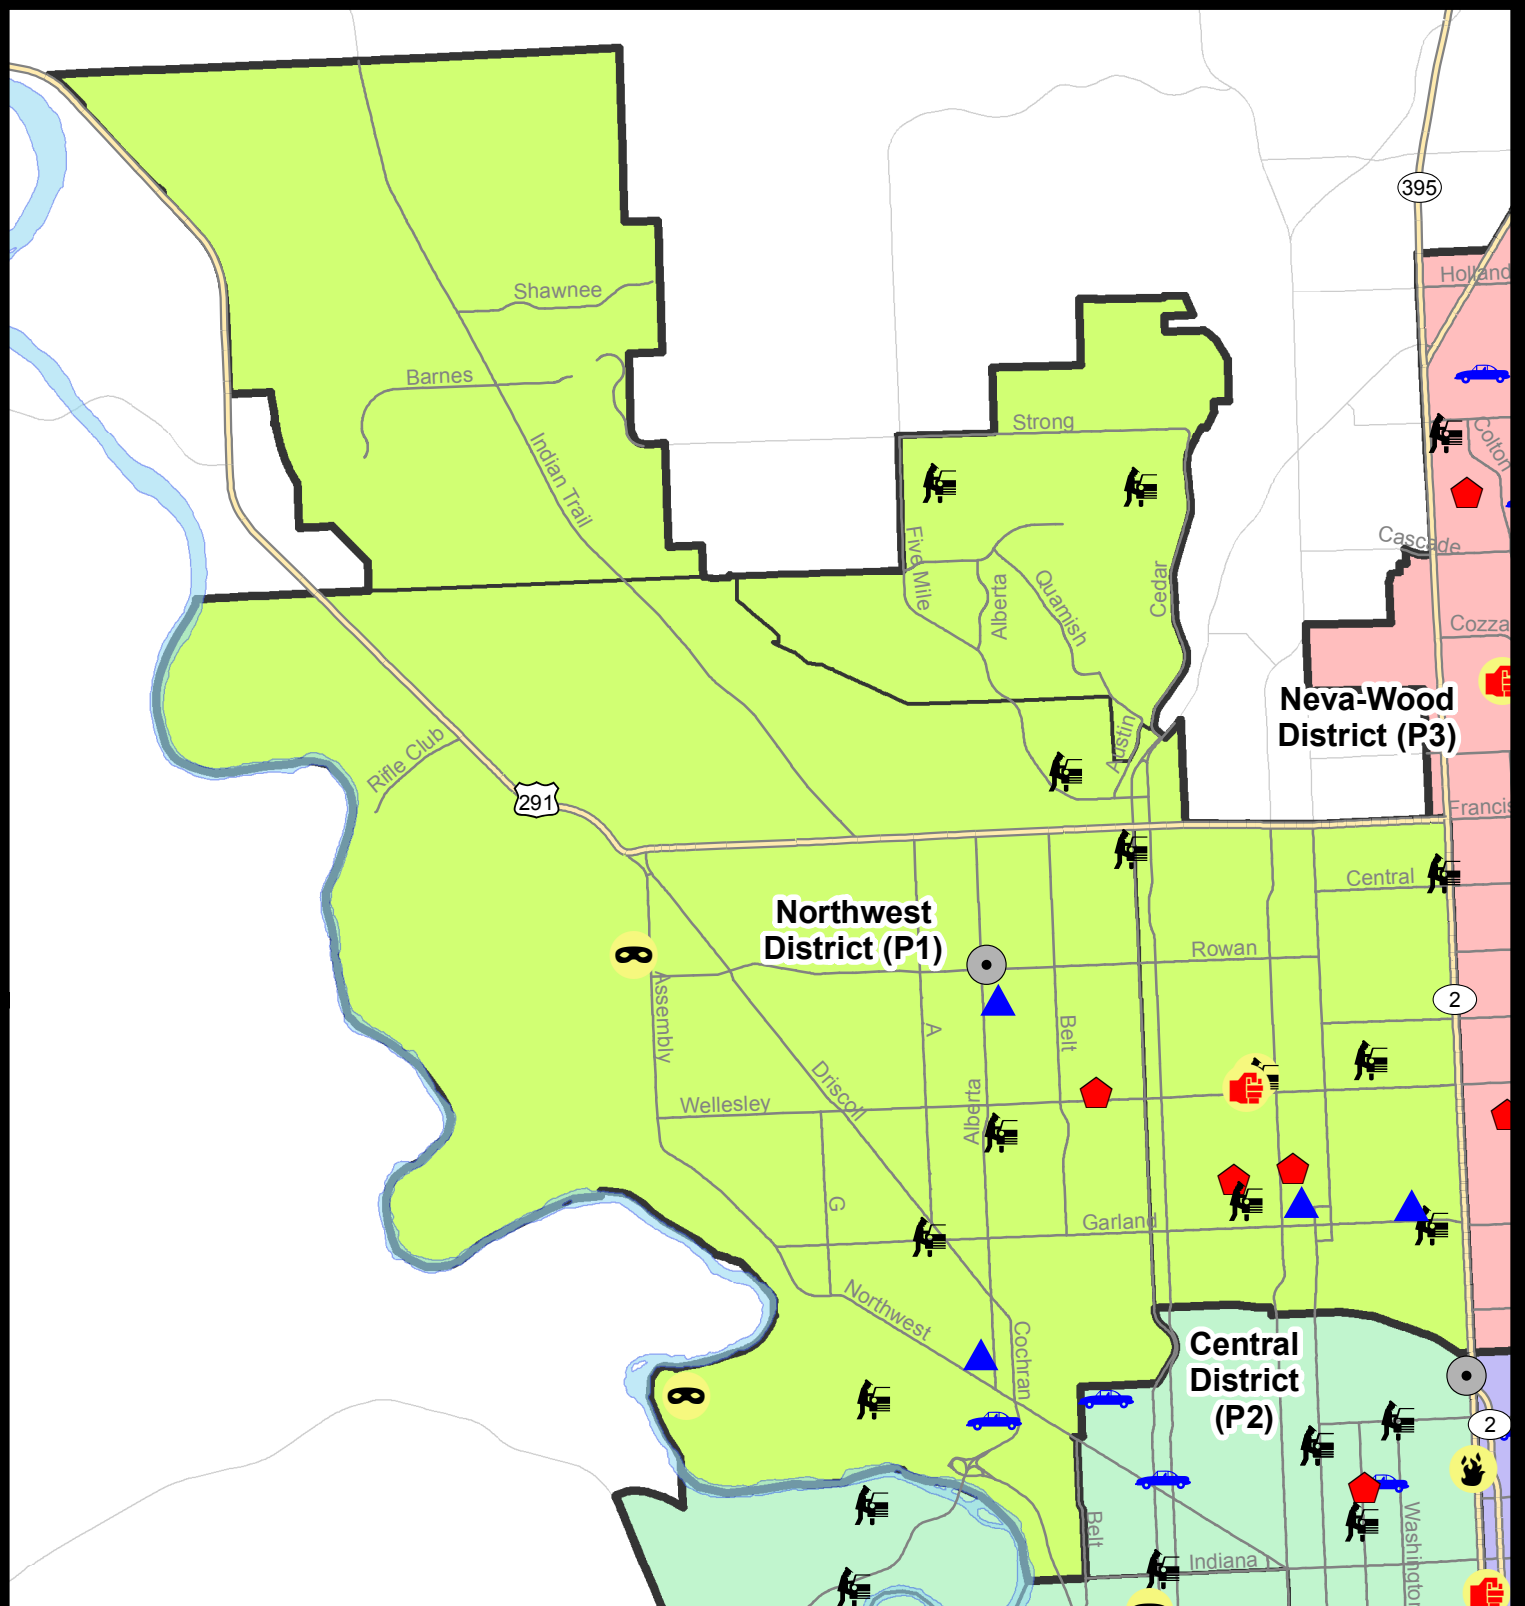 395
Holland
Shawnee
Barnes
Strong
Colton
Indian Trail
Cascade
Five Mile
Alberta
Quamish
Cedar
Cozza
Neva-Wood
District (P3)
Austin
Rifle Club
291
Francis
Central
Northwest
District (P1)
Rowan
2
Assembly
A
Belt
Driscoll
Wellesley
Alberta
G
Garland
Northwest
Cochran
Central
District
(P2)
2
Belt
Washington
Indiana